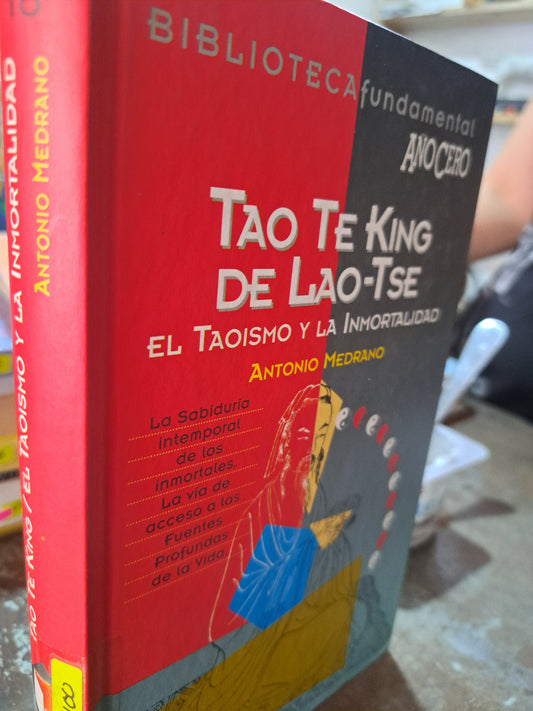 BIBLIOTECA fundamental
AÑO CERO
TAO TE KING
DE LAO-TSE
EL TAOISMO Y LA INMORTALIDAD
ANTONIO MEDRANO
La Sabiduría
intemporal
de los
inmortales.
La vía de
acceso a las
Fuentes
Profundas
de la Vida.
10
TAO TE KING / EL TAOISMO Y LA INMORTALIDAD
ANTONIO MEDRANO
100